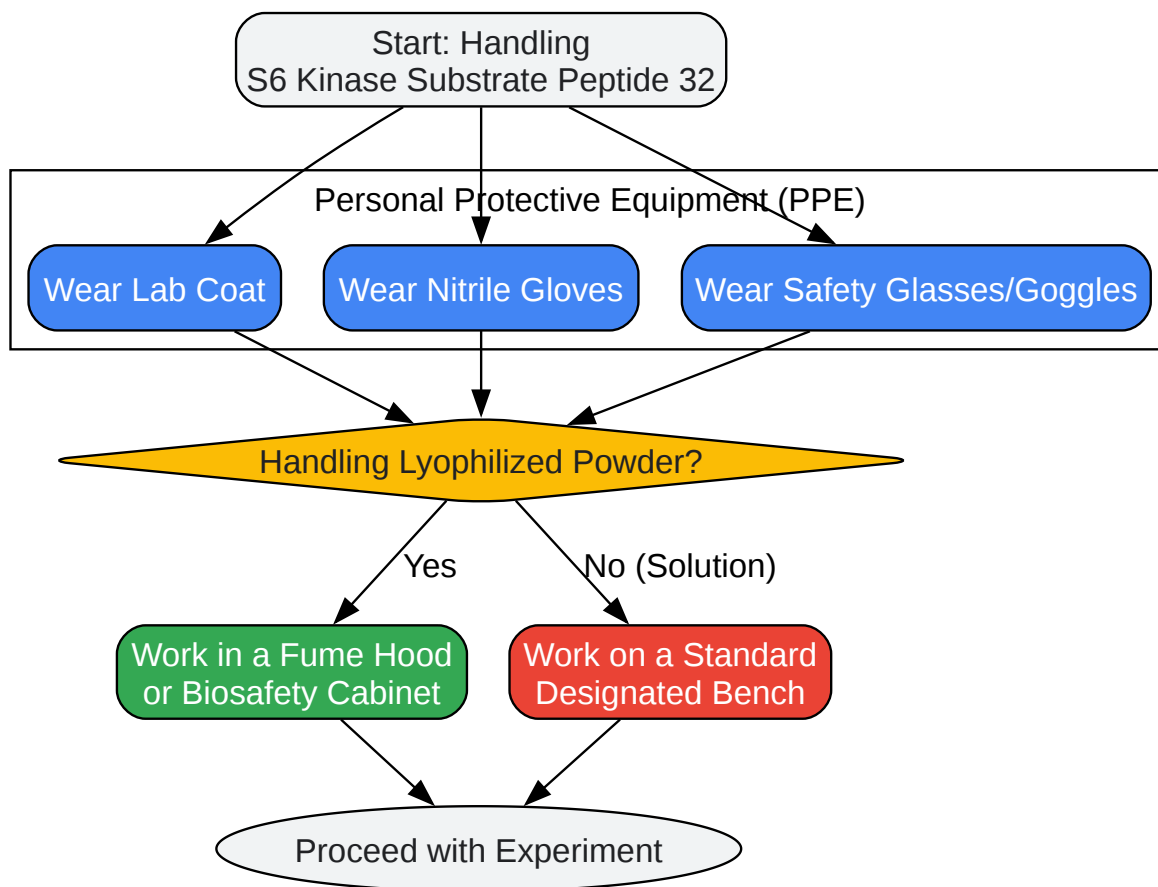 Start: Handling
S6 Kinase Substrate Peptide 32
Personal Protective Equipment (PPE)
Wear Lab Coat
Wear Nitrile Gloves
Wear Safety Glasses/Goggles
Handling Lyophilized Powder?
Yes
No (Solution)
Work in a Fume Hood
or Biosafety Cabinet
Work on a Standard
Designated Bench
Proceed with Experiment